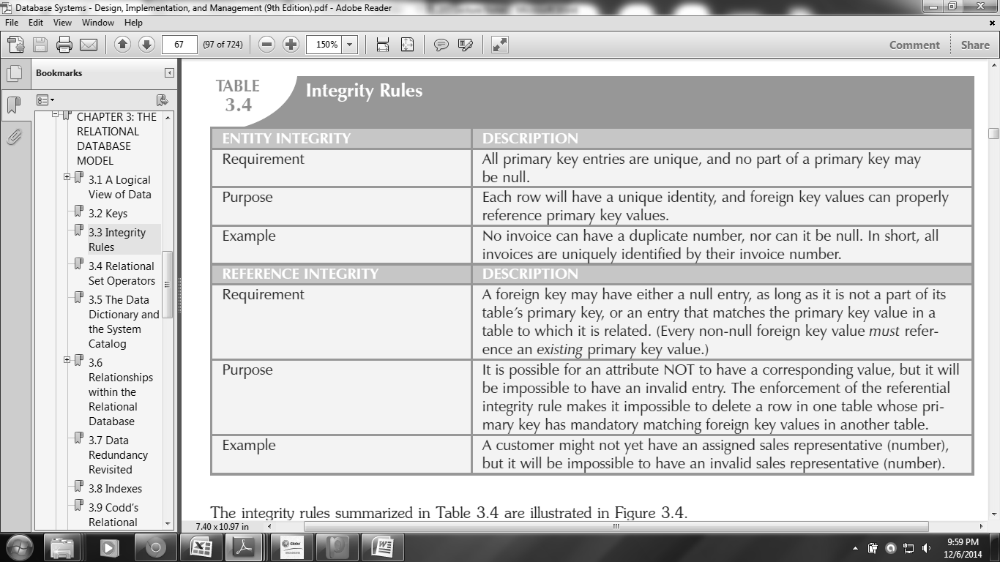 Database Systems - Design, Implementation, and Management (9th Edition).pdf - Adobe Reader
File Edit View Window Help
67 (97 of 724) 150% Comment Share
Bookmarks
CHAPTER 3: THE
RELATIONAL
DATABASE
MODEL
3.1 A Logical
View of Data
3.2 Keys
3.3 Integrity
Rules
3.4 Relational
Set Operators
3.5 The Data
Dictionary and
the System
Catalog
3.6
Relationships
within the
Relational
Database
3.7 Data
Redundancy
Revisited
3.8 Indexes
3.9 Codd's
Relational
TABLE
3.4
Integrity Rules
ENTITY INTEGRITY DESCRIPTION
Requirement All primary key entries are unique, and no part of a primary key may
be null.
Purpose Each row will have a unique identity, and foreign key values can properly
reference primary key values.
Example No invoice can have a duplicate number, nor can it be null. In short, all
invoices are uniquely identified by their invoice number.
REFERENCE INTEGRITY DESCRIPTION
Requirement A foreign key may have either a null entry, as long as it is not a part of its
table's primary key, or an entry that matches the primary key value in a
table to which it is related. (Every non-null foreign key value must refer-
ence an existing primary key value.)
Purpose It is possible for an attribute NOT to have a corresponding value, but it will
be impossible to have an invalid entry. The enforcement of the referential
integrity rule makes it impossible to delete a row in one table whose pri-
mary key has mandatory matching foreign key values in another table.
Example A customer might not yet have an assigned sales representative (number),
but it will be impossible to have an invalid sales representative (number).
The integrity rules summarized in Table 3.4 are illustrated in Figure 3.4.
7.40 x 10.97 in
Globe
9:59 PM
12/6/2014